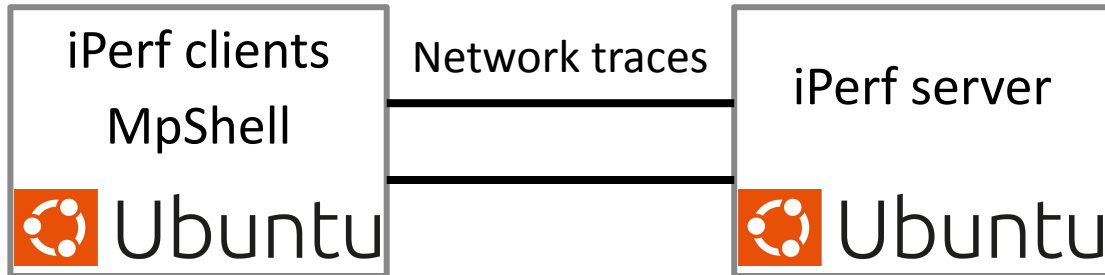 iPerf clients
MpShell
Ubuntu
Network traces
iPerf server
Ubuntu